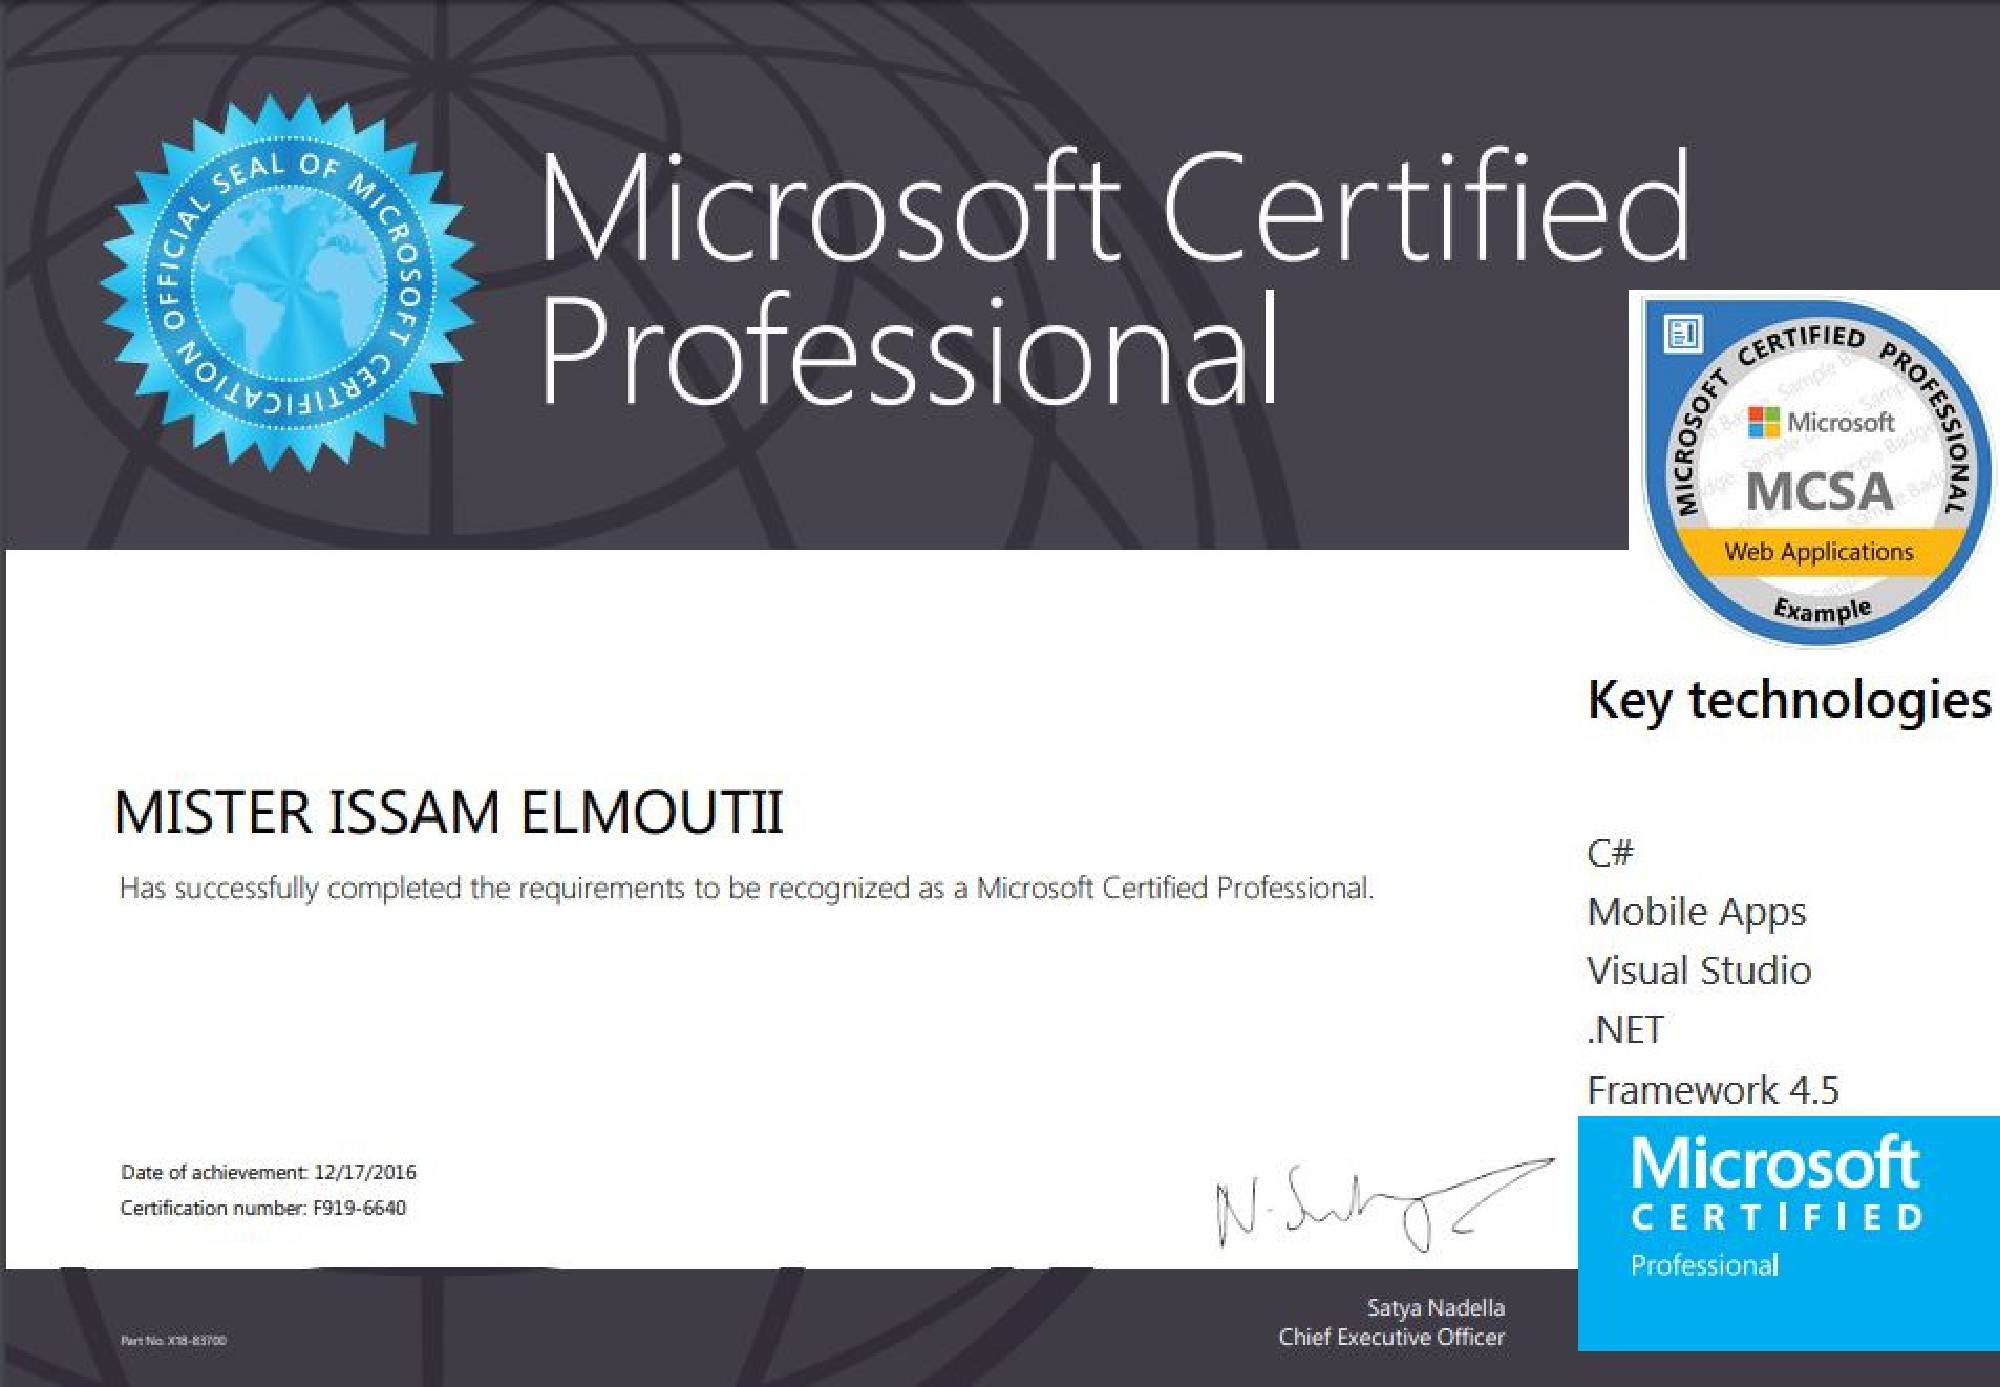 OFFICIAL SEAL OF MICROSOFT CERTIFICATION
Microsoft Certified
Professional
MICROSOFT CERTIFIED PROFESSIONAL
Microsoft
MCSA
Web Applications
Example
Key technologies
MISTER ISSAM ELMOUTII
Has successfully completed the requirements to be recognized as a Microsoft Certified Professional.
C#
Mobile Apps
Visual Studio
.NET
Framework 4.5
Date of achievement: 12/17/2016
Certification number: F919-6640
Microsoft
CERTIFIED
Professional
Satya Nadella
Chief Executive Officer
Part No. X18-83700